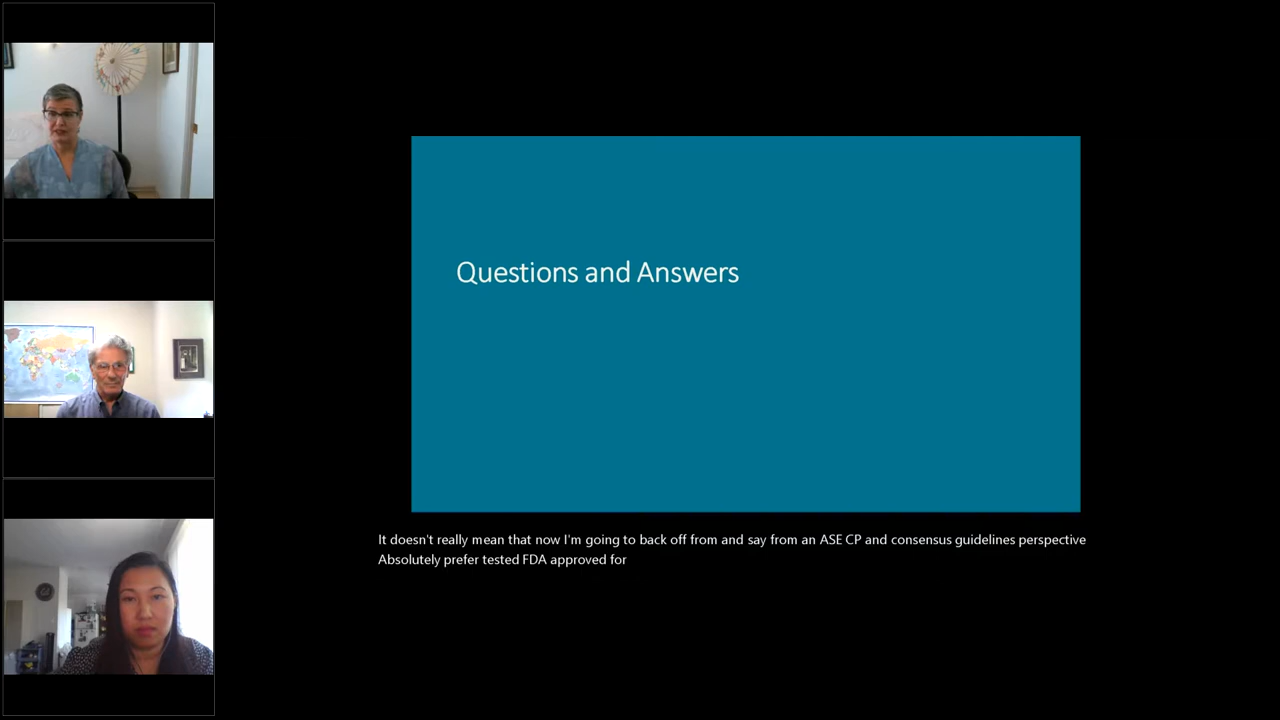 Questions and Answers
It doesn't really mean that now I'm going to back off from and say from an ASE CP and consensus guidelines perspective
Absolutely prefer tested FDA approved for